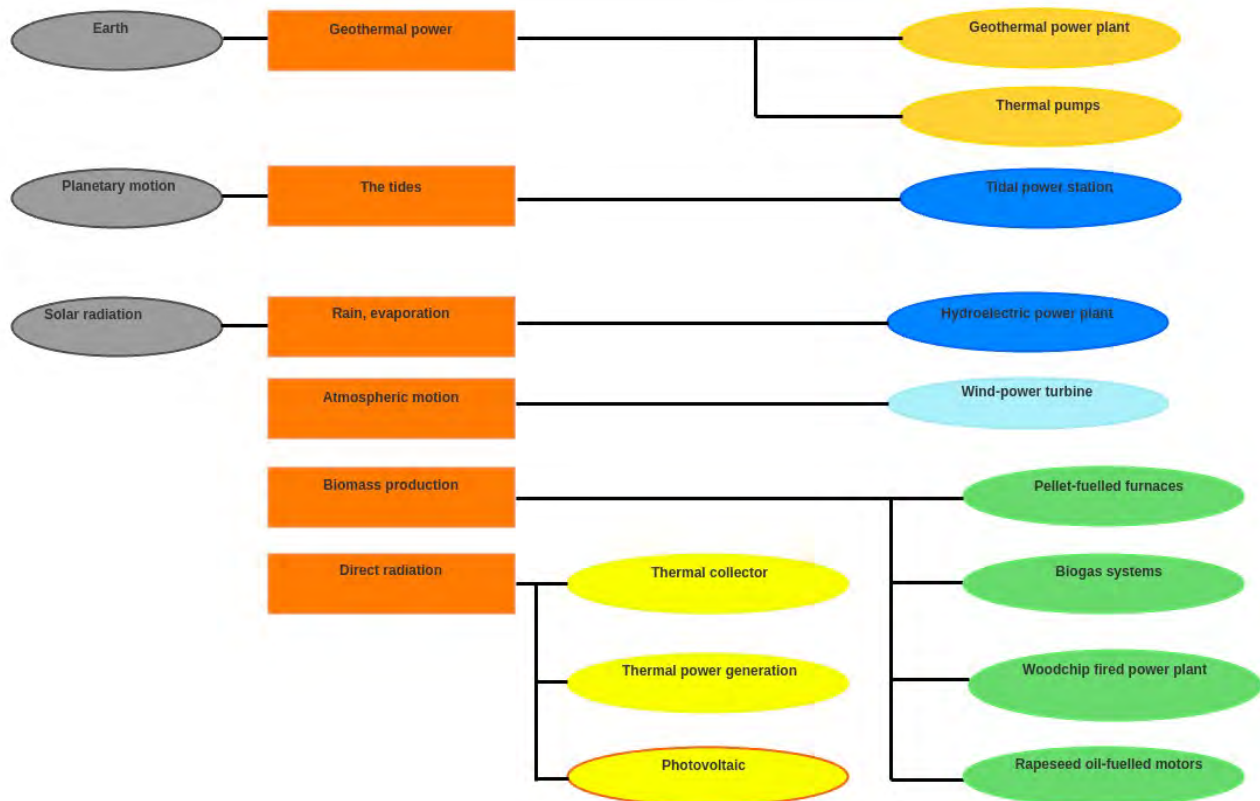 Earth
Geothermal power
Geothermal power plant
Thermal pumps
Planetary motion
The tides
Tidal power station
Solar radiation
Rain, evaporation
Hydroelectric power plant
Atmospheric motion
Wind-power turbine
Biomass production
Pellet-fuelled furnaces
Direct radiation
Thermal collector
Biogas systems
Thermal power generation
Woodchip fired power plant
Photovoltaic
Rapeseed oil-fuelled motors